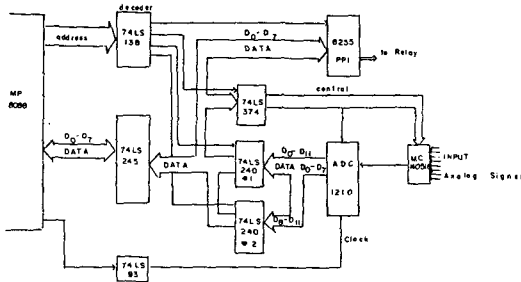 decoder
MP
8088
address
74LS
138
D0-D7
DATA
8255
PPI
to Relay
control
74LS
374
D0-D7
DATA
74LS
245
DATA
74LS
240
#1
D0-D11
DATA D0-D7
ADC
1210
MC
14051
INPUT
Analog Signal
D8-D11
74LS
240
#2
Clock
74LS
93